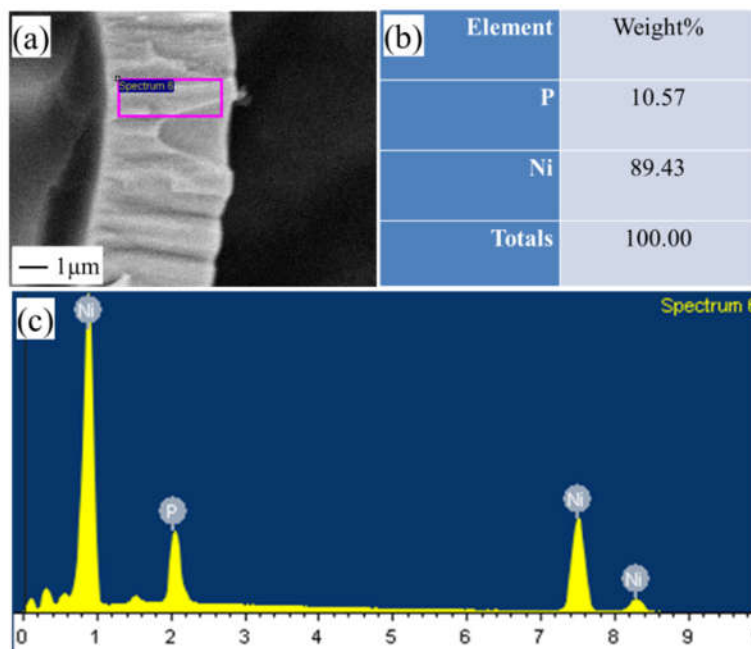 (a)
Spectrum 6
1μm
(b)
Element Weight%
P 10.57
Ni 89.43
Totals 100.00
(c)
Spectrum 6
Ni
P
Ni
Ni
0 1 2 3 4 5 6 7 8 9